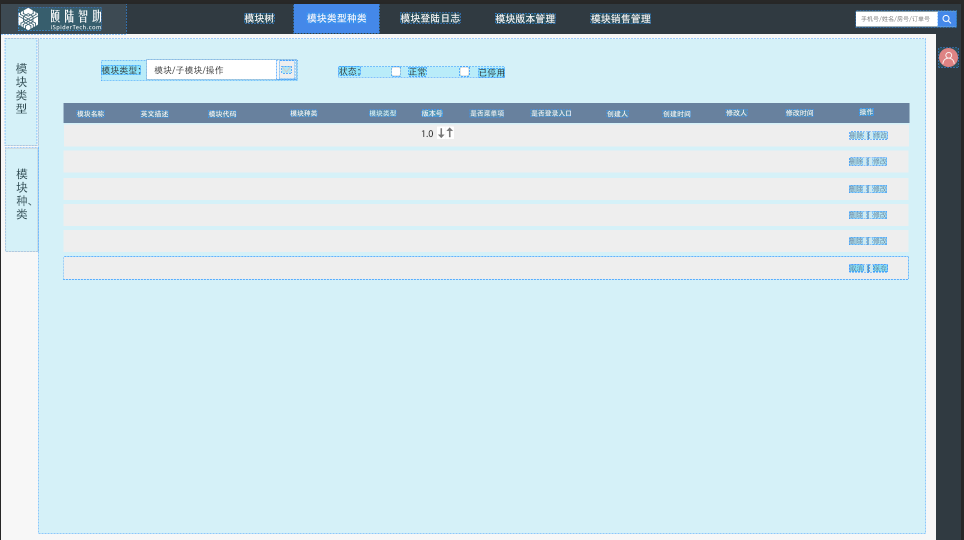 颐陆智助
iSpiderTech.com
模块树
模块类型种类
模块登陆日志
模块版本管理
模块销售管理
手机号/姓名/房号/订单号
模块类型
模块种、类
模块类型:
模块/子模块/操作
状态:
正常
已停用
模块名称 英文描述 模块代码 模块种类 模块类型 版本号 是否菜单项 是否登录入口 创建人 创建时间 修改人 修改时间 操作
1.0 ↓↑